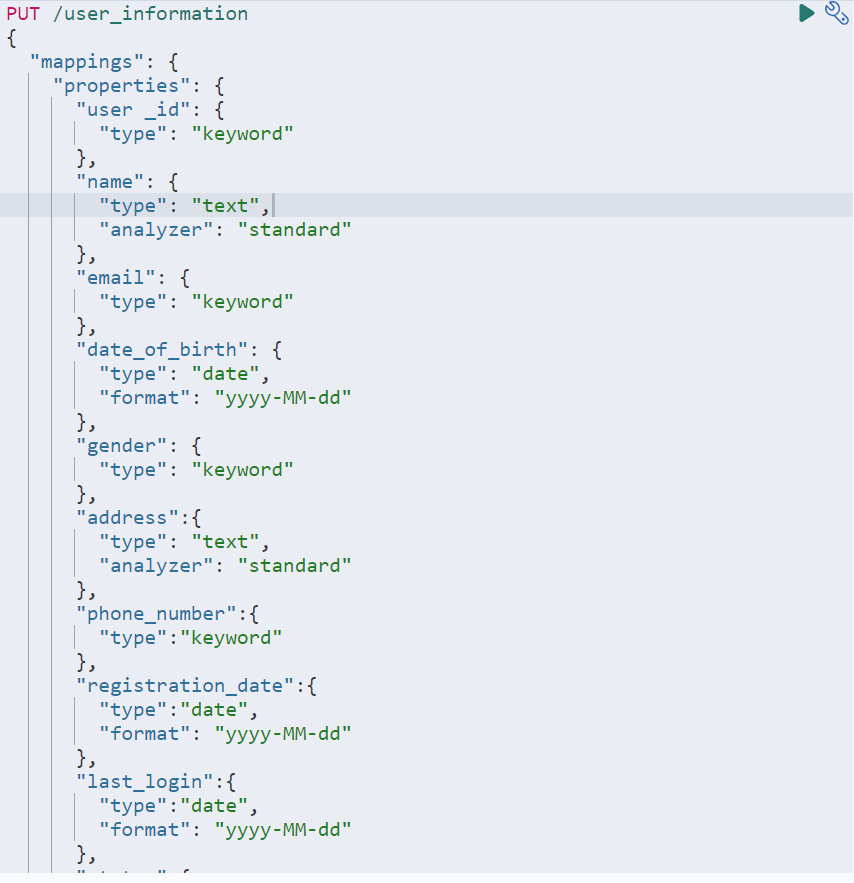 PUT /user_information
{
"mappings": {
"properties": {
"user _id": {
"type": "keyword"
},
"name": {
"type": "text",
"analyzer": "standard"
},
"email": {
"type": "keyword"
},
"date_of_birth": {
"type": "date",
"format": "yyyy-MM-dd"
},
"gender": {
"type": "keyword"
},
"address":{
"type": "text",
"analyzer": "standard"
},
"phone_number":{
"type":"keyword"
},
"registration_date":{
"type":"date",
"format": "yyyy-MM-dd"
},
"last_login":{
"type":"date",
"format": "yyyy-MM-dd"
},